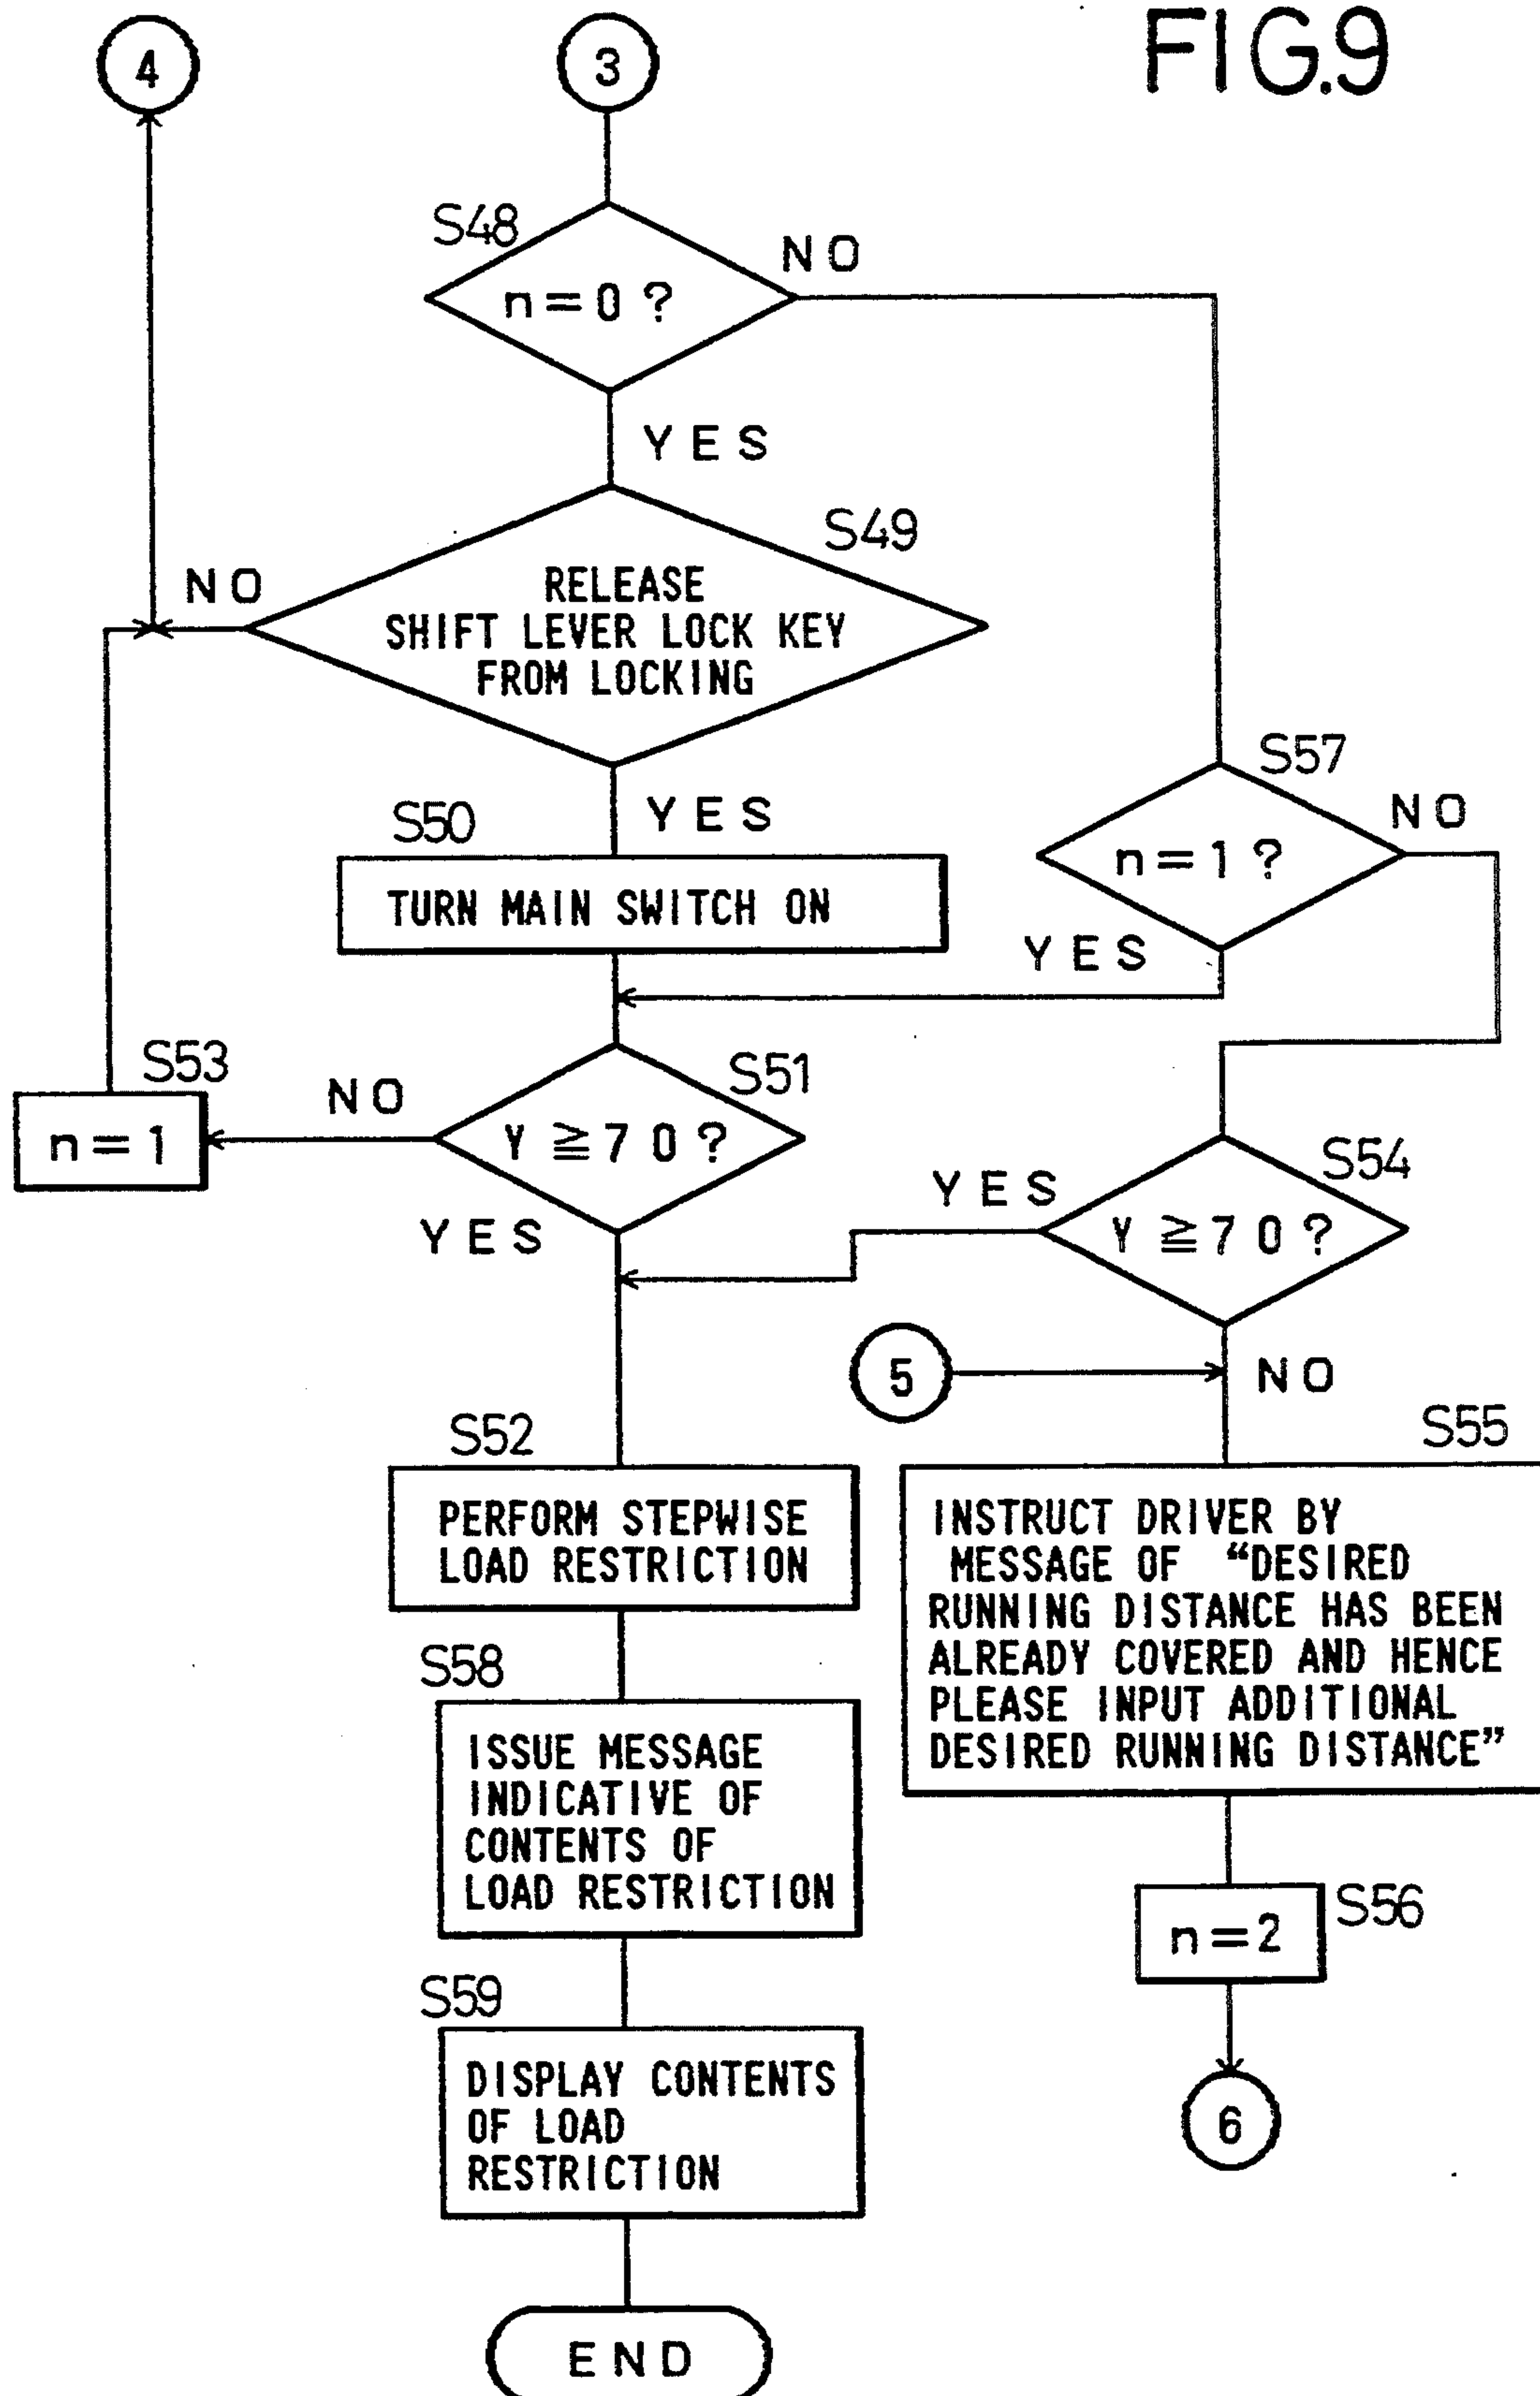 FIG.9
4
3
S48
n=0?
NO
YES
S49
NO
RELEASE
SHIFT LEVER LOCK KEY
FROM LOCKING
YES
S50
TURN MAIN SWITCH ON
S57
n=1?
NO
YES
S53
n=1
NO
S51
Y≧70?
YES
S54
YES
Y≧70?
5
NO
S52
PERFORM STEPWISE
LOAD RESTRICTION
S55
INSTRUCT DRIVER BY
MESSAGE OF “DESIRED
RUNNING DISTANCE HAS BEEN
ALREADY COVERED AND HENCE
PLEASE INPUT ADDITIONAL
DESIRED RUNNING DISTANCE”
S58
ISSUE MESSAGE
INDICATIVE OF
CONTENTS OF
LOAD RESTRICTION
S56
n=2
S59
DISPLAY CONTENTS
OF LOAD
RESTRICTION
6
END